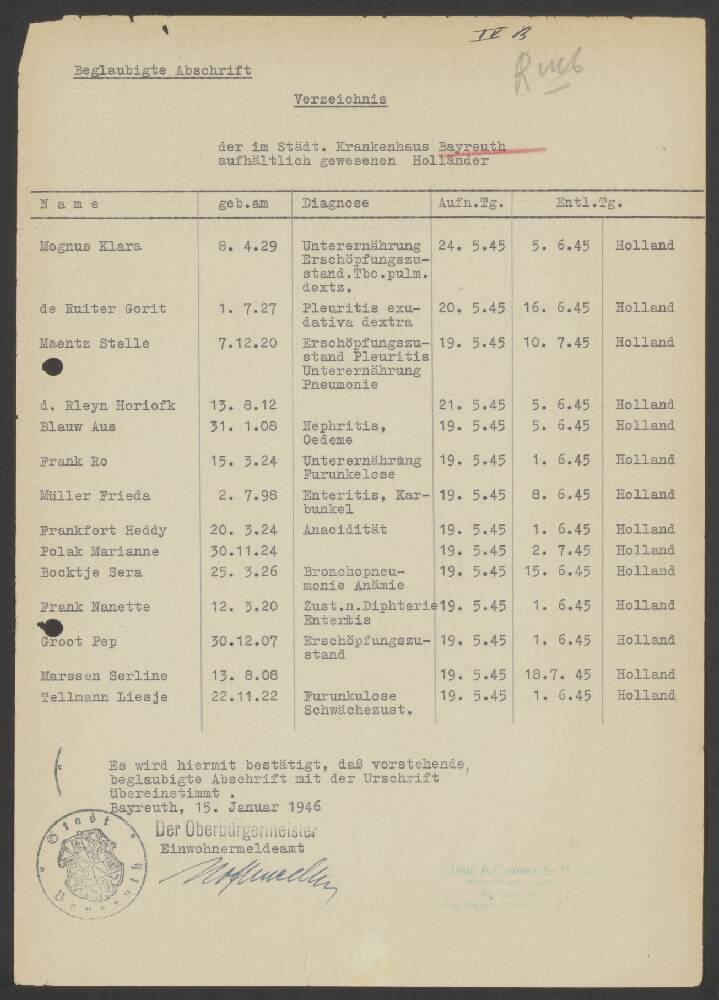 IV B
Beglaubigte Abschrift
Verzeichnis
der im Städt. Krankenhaus Bayreuth
aufhältlich gewesenen Holländer
Name geb.am Diagnose Aufn.Tg. Entl.Tg.
Mognus Klara 8. 4.29 Unterernährung 24. 5.45 5. 6.45 Holland
Erschöpfungszu-
stand.Tbc.pulm.
dextz.
de Ruiter Gorit 1. 7.27 Pleuritis exu- 20. 5.45 16. 6.45 Holland
dativa dextra
Maentz Stelle 7.12.20 Erschöpfungszu- 19. 5.45 10. 7.45 Holland
stand Pleuritis
Unterernährung
Pneumonie
d. Rleyn Horiofk 13. 8.12 21. 5.45 5. 6.45 Holland
Blauw Aus 31. 1.08 Nephritis, 19. 5.45 5. 6.45 Holland
Oedeme
Frank Ro 15. 3.24 Unterernährung 19. 5.45 1. 6.45 Holland
Furunkelose
Müller Frieda 2. 7.98 Enteritis, Kar- 19. 5.45 8. 6.45 Holland
bunkel
Frankfort Heddy 20. 3.24 Anacidität 19. 5.45 1. 6.45 Holland
Polak Marianne 30.11.24 19. 5.45 2. 7.45 Holland
Bocktje Sera 25. 3.26 Bronchopneu- 19. 5.45 15. 6.45 Holland
monie Anämie
Frank Nanette 12. 3.20 Zust.n.Diphterie 19. 5.45 1. 6.45 Holland
Enteritis
Groot Pep 30.12.07 Erschöpfungszu- 19. 5.45 1. 6.45 Holland
stand
Marssen Serline 13. 8.08 19. 5.45 18.7. 45 Holland
Tellmann Liesje 22.11.22 Furunkulose 19. 5.45 1. 6.45 Holland
Schwächezust.
Es wird hiermit bestätigt, daß vorstehende,
beglaubigte Abschrift mit der Urschrift
übereinstimmt .
Bayreuth, 15. Januar 1946
Der Oberbürgermeister
Einwohnermeldeamt
Stadt
Bayreuth
Lieut. A. Gomez de